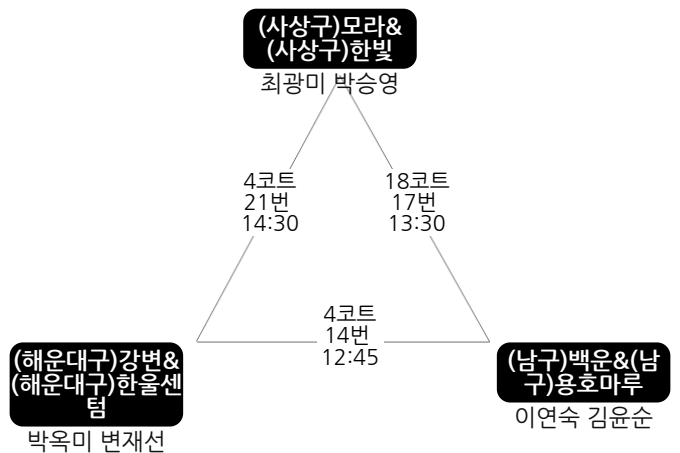 (사상구)모라&
(사상구)한빛
최광미 박승영
4코트
21번
14:30
18코트
17번
13:30
4코트
14번
12:45
(해운대구)강변&
(해운대구)한울센
텀
박옥미 변재선
(남구)백운&(남
구)용호마루
이연숙 김윤순